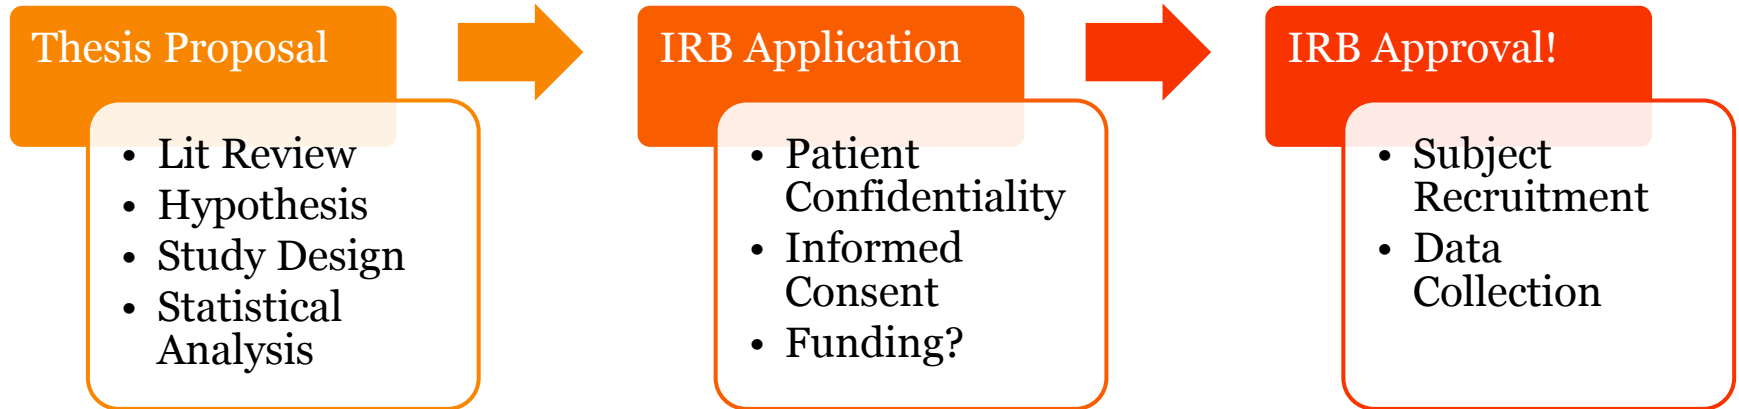 Thesis Proposal
• Lit Review
• Hypothesis
• Study Design
• Statistical
Analysis
IRB Application
• Patient
Confidentiality
• Informed
Consent
• Funding?
IRB Approval!
• Subject
Recruitment
• Data
Collection